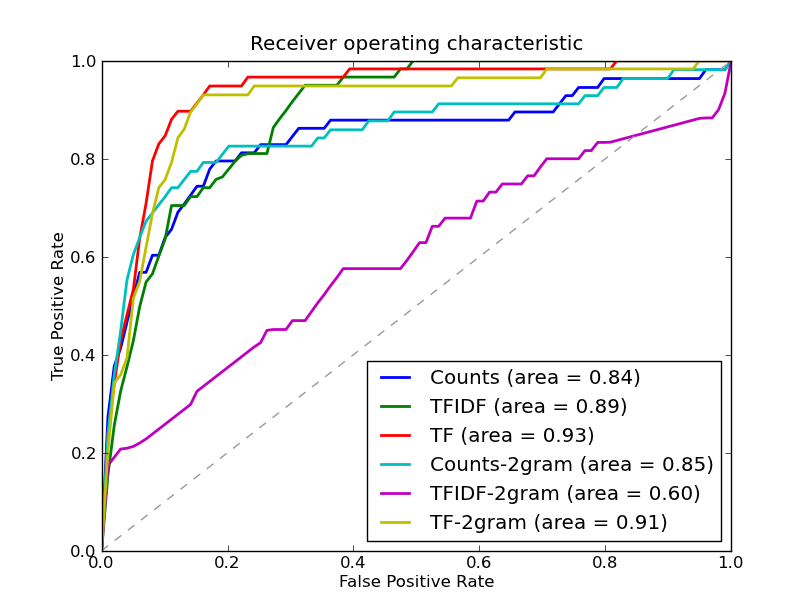 Receiver operating characteristic
1.0
0.8
0.6
0.4
0.2
0.0
True Positive Rate
Counts (area = 0.84)
TFIDF (area = 0.89)
TF (area = 0.93)
Counts-2gram (area = 0.85)
TFIDF-2gram (area = 0.60)
TF-2gram (area = 0.91)
0.0 0.2 0.4 0.6 0.8 1.0
False Positive Rate